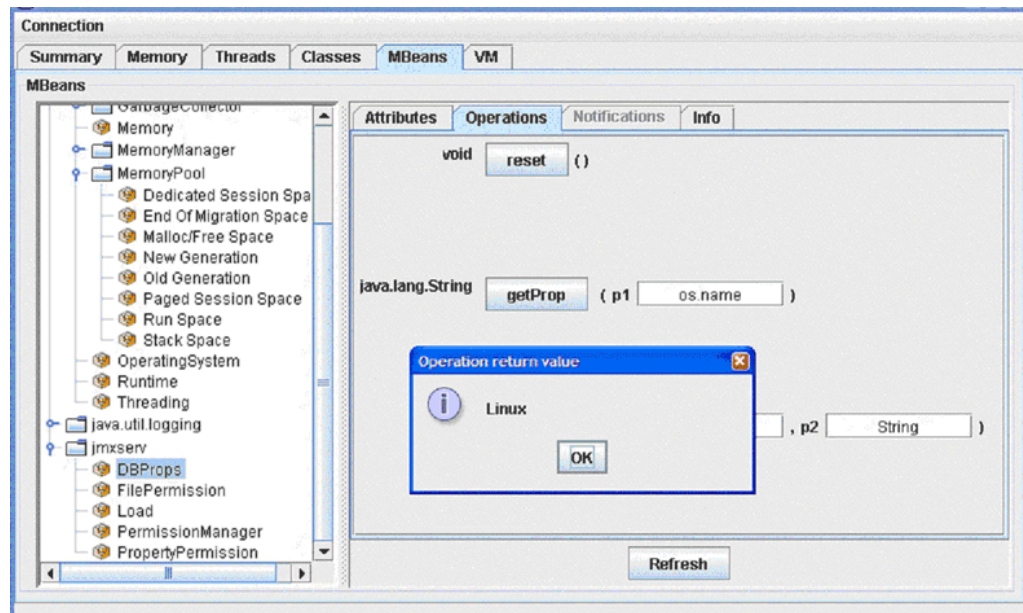 Connection
Summary Memory Threads Classes MBeans VM
MBeans
GarbageCollector
Memory
MemoryManager
MemoryPool
Dedicated Session Spa
End Of Migration Space
Malloc/Free Space
New Generation
Old Generation
Paged Session Space
Run Space
Stack Space
OperatingSystem
Runtime
Threading
java.util.logging
jmxserv
DBProps
FilePermission
Load
PermissionManager
PropertyPermission
Attributes Operations Notifications Info
void reset ( )
java.lang.String getProp ( p1 os.name )
Operation return value
Linux
OK
, p2 String )
Refresh